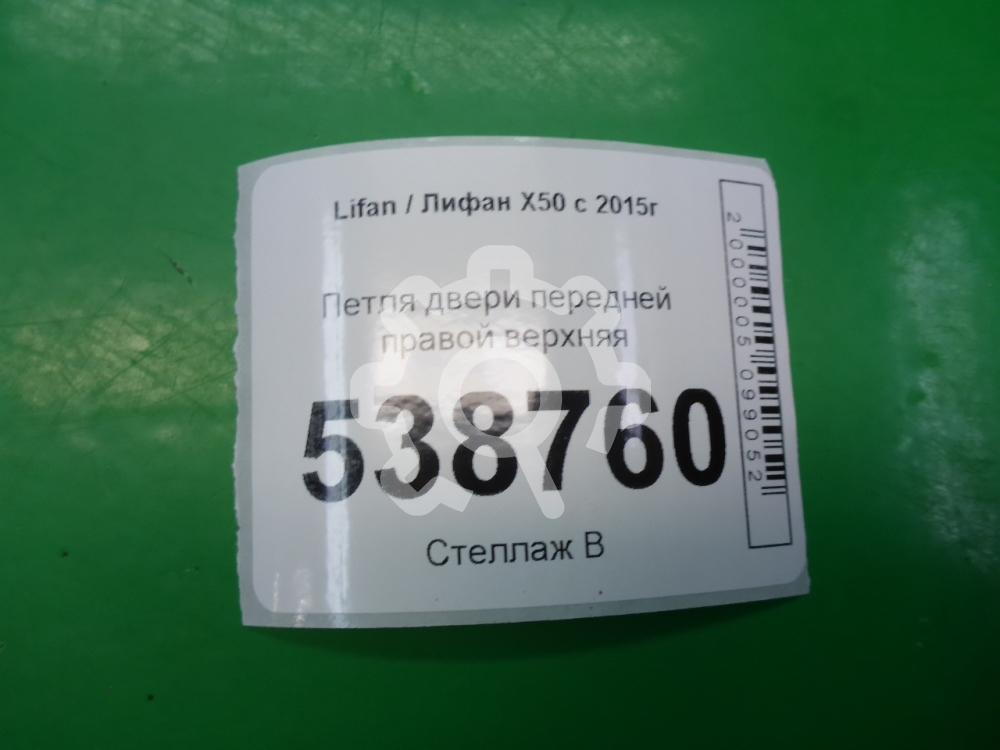 Lifan / Лифан X50 с 2015г
Петля двери передней
правой верхняя
538760
Стеллаж В
2000005099052